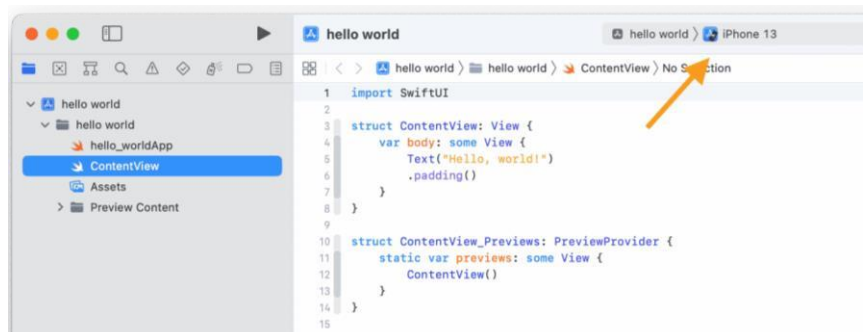 hello world
hello world 〉 iPhone 13
hello world 〉 hello world 〉 ContentView 〉 No Selection
hello world
hello world
hello_worldApp
ContentView
Assets
Preview Content
1 import SwiftUI
2
3 struct ContentView: View {
4 var body: some View {
5 Text("Hello, world!")
6 .padding()
7 }
8 }
9
10 struct ContentView_Previews: PreviewProvider {
11 static var previews: some View {
12 ContentView()
13 }
14 }
15